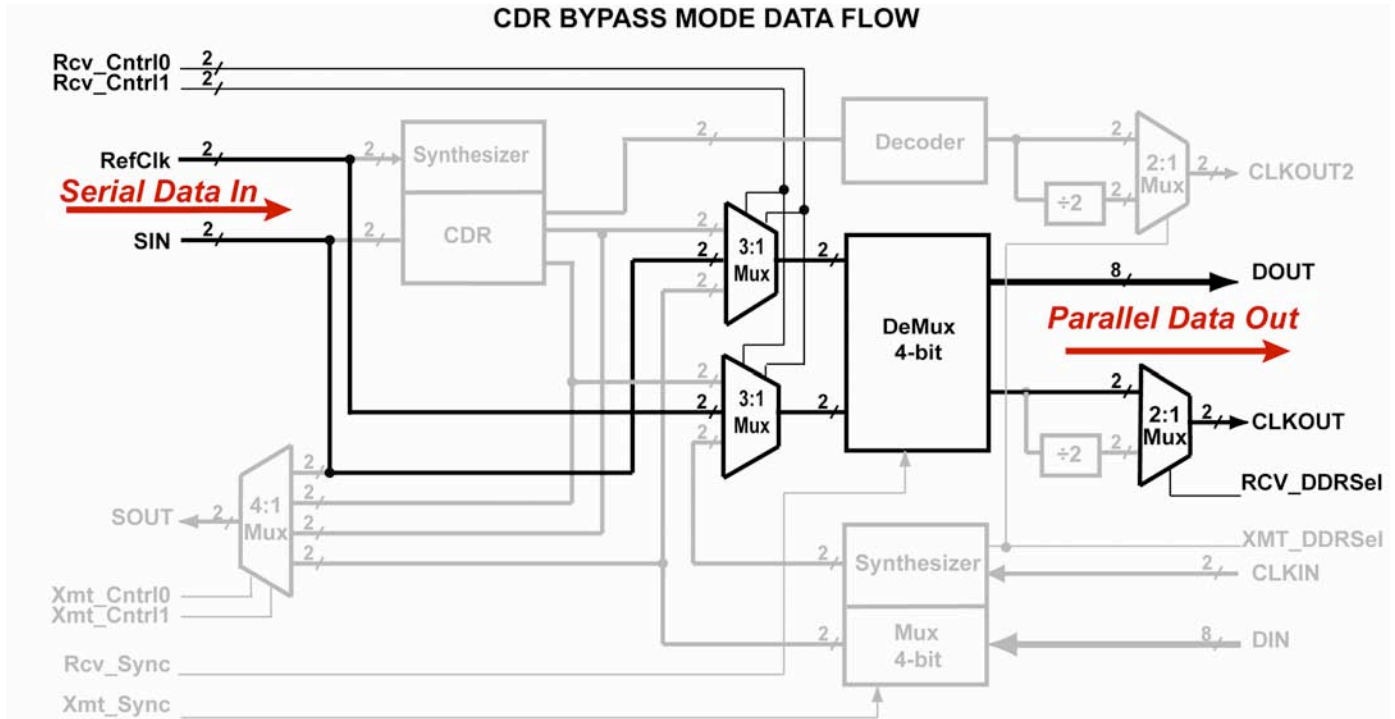 CDR BYPASS MODE DATA FLOW
Rcv_Cntrl0 2
Rcv_Cntrl1 2
RefClk 2
2
Synthesizer
2
Decoder
2
2:1
Mux
2
CLKOUT2
÷2
2
Serial Data In
SIN 2
2
CDR
2
2
2
3:1
Mux
2
DeMux
4-bit
8
DOUT
Parallel Data Out
2
2
2
3:1
Mux
2
2
2:1
Mux
2
CLKOUT
÷2
2
RCV_DDRSel
SOUT
2
4:1
Mux
2
2
2
2
Xmt_Cntrl0
Xmt_Cntrl1
2
Synthesizer
XMT_DDRSel
2
CLKIN
2
Mux
4-bit
8
DIN
Rcv_Sync
Xmt_Sync